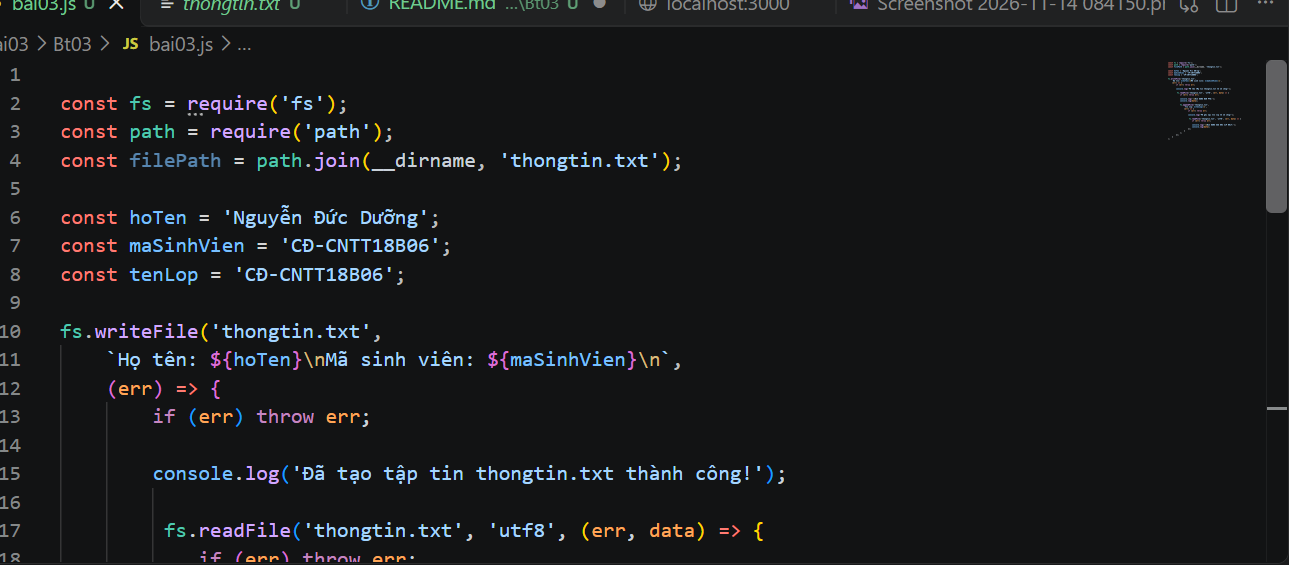 bai03.js U thongtin.txt U README.md ...\Bt03 U localhost:3000 Screenshot 2026-11-14 084150.p
ai03 > Bt03 > JS bai03.js > ...
1
2 const fs = require('fs');
3 const path = require('path');
4 const filePath = path.join(__dirname, 'thongtin.txt');
5
6 const hoTen = 'Nguyễn Đức Dưỡng';
7 const maSinhVien = 'CĐ-CNTT18B06';
8 const tenLop = 'CĐ-CNTT18B06';
9
10 fs.writeFile('thongtin.txt',
11 `Họ tên: ${hoTen}\nMã sinh viên: ${maSinhVien}\n`,
12 (err) => {
13 if (err) throw err;
14
15 console.log('Đã tạo tập tin thongtin.txt thành công!');
16
17 fs.readFile('thongtin.txt', 'utf8', (err, data) => {
18 if (err) throw err;